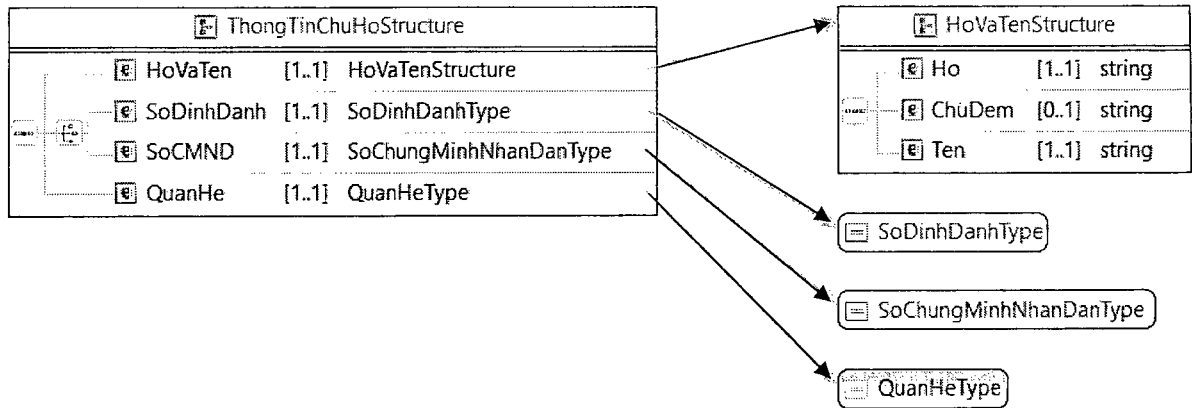 ThongTinChuHoStructure
HoVaTen [1..1] HoVaTenStructure
SoDinhDanh [1..1] SoDinhDanhType
SoCMND [1..1] SoChungMinhNhanDanType
QuanHe [1..1] QuanHeType
HoVaTenStructure
Ho [1..1] string
ChuDem [0..1] string
Ten [1..1] string
SoDinhDanhType
SoChungMinhNhanDanType
QuanHeType